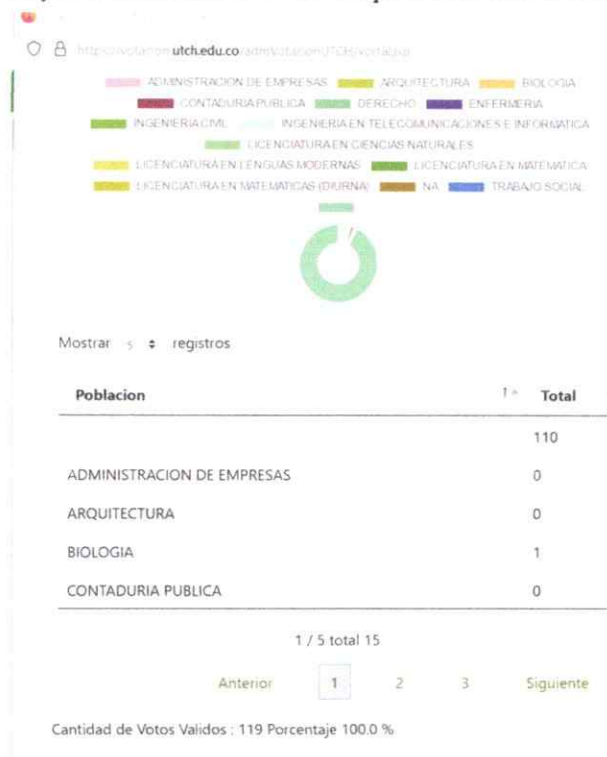 utch.edu.co
ADMINISTRACION DE EMPRESAS ARQUITECTURA BIOLOGIA
CONTADURIA PUBLICA DERECHO ENFERMERIA
INGENIERIA CIVIL INGENIERIA EN TELECOMUNICACIONES E INFORMATICA
LICENCIATURA EN CIENCIAS NATURALES
LICENCIATURA EN LENGUAS MODERNAS LICENCIATURA EN MATEMATICA
LICENCIATURA EN MATEMATICAS (DIURNA) NA TRABAJO SOCIAL
Mostrar 5 registros
Poblacion Total
110
ADMINISTRACION DE EMPRESAS 0
ARQUITECTURA 0
BIOLOGIA 1
CONTADURIA PUBLICA 0
1 / 5 total 15
Anterior 1 2 3 Siguiente
Cantidad de Votos Validos : 119 Porcentaje 100.0 %